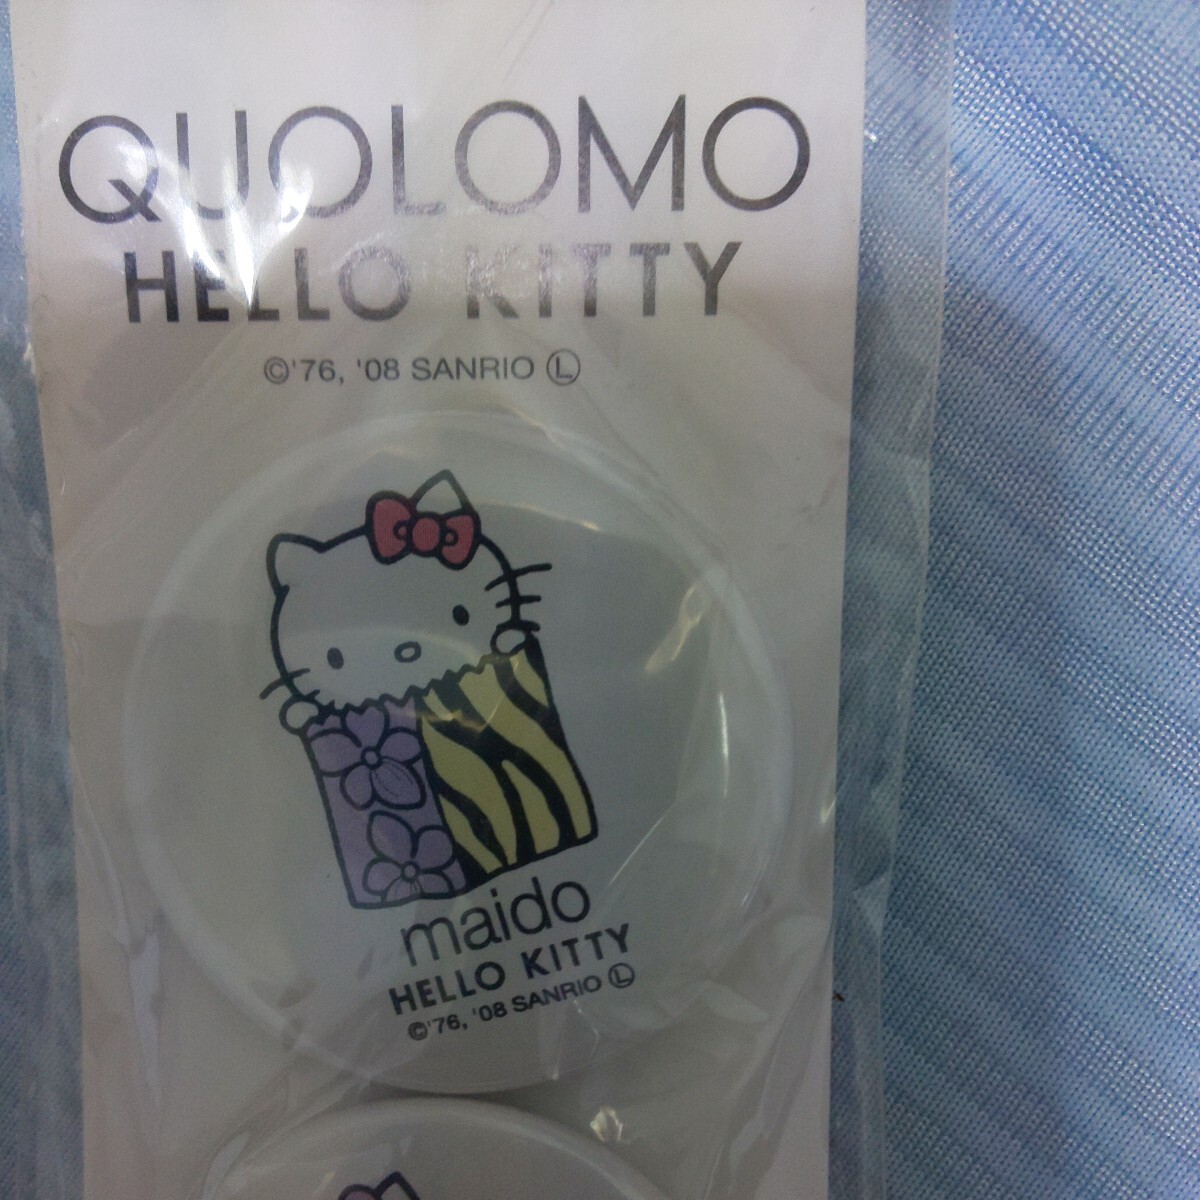 QUOLOMO
HELLO KITTY
©'76, '08 SANRIO Ⓛ
maido
HELLO KITTY
©'76, '08 SANRIO Ⓛ